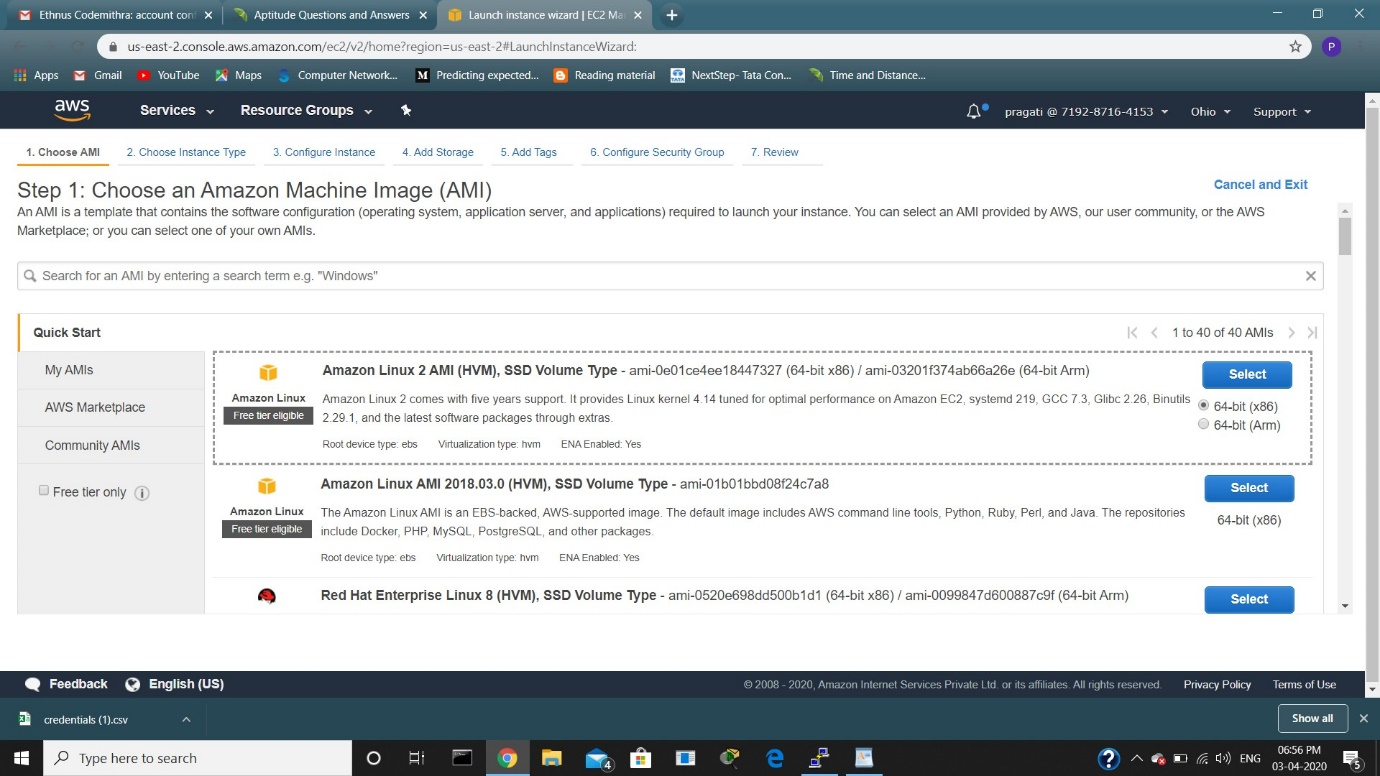 Ethnus Codemithra: account con
Aptitude Questions and Answers
Launch instance wizard | EC2 Ma
us-east-2.console.aws.amazon.com/ec2/v2/home?region=us-east-2#LaunchInstanceWizard:
P
Apps
Gmail
YouTube
Maps
Computer Network...
Predicting expected...
Reading material
NextStep- Tata Con...
Time and Distance...
aws
Services
Resource Groups
pragati @ 7192-8716-4153
Ohio
Support
1. Choose AMI
2. Choose Instance Type
3. Configure Instance
4. Add Storage
5. Add Tags
6. Configure Security Group
7. Review
Step 1: Choose an Amazon Machine Image (AMI)
Cancel and Exit
An AMI is a template that contains the software configuration (operating system, application server, and applications) required to launch your instance. You can select an AMI provided by AWS, our user community, or the AWS
Marketplace; or you can select one of your own AMIs.
Search for an AMI by entering a search term e.g. "Windows"
Quick Start
1 to 40 of 40 AMIs
My AMIs
AWS Marketplace
Community AMIs
Free tier only
Amazon Linux
Free tier eligible
Amazon Linux 2 AMI (HVM), SSD Volume Type - ami-0e01ce4ee18447327 (64-bit x86) / ami-03201f374ab66a26e (64-bit Arm)
Amazon Linux 2 comes with five years support. It provides Linux kernel 4.14 tuned for optimal performance on Amazon EC2, systemd 219, GCC 7.3, Glibc 2.26, Binutils
2.29.1, and the latest software packages through extras.
Root device type: ebs Virtualization type: hvm ENA Enabled: Yes
Select
64-bit (x86)
64-bit (Arm)
Amazon Linux
Free tier eligible
Amazon Linux AMI 2018.03.0 (HVM), SSD Volume Type - ami-01b01bbd08f24c7a8
The Amazon Linux AMI is an EBS-backed, AWS-supported image. The default image includes AWS command line tools, Python, Ruby, Perl, and Java. The repositories
include Docker, PHP, MySQL, PostgreSQL, and other packages.
Root device type: ebs Virtualization type: hvm ENA Enabled: Yes
Select
64-bit (x86)
Red Hat Enterprise Linux 8 (HVM), SSD Volume Type - ami-0520e698dd500b1d1 (64-bit x86) / ami-0099847d600887c9f (64-bit Arm)
Select
Feedback
English (US)
© 2008 - 2020, Amazon Internet Services Private Ltd. or its affiliates. All rights reserved.
Privacy Policy
Terms of Use
credentials (1).csv
Show all
Type here to search
4
ENG
06:56 PM
03-04-2020
5